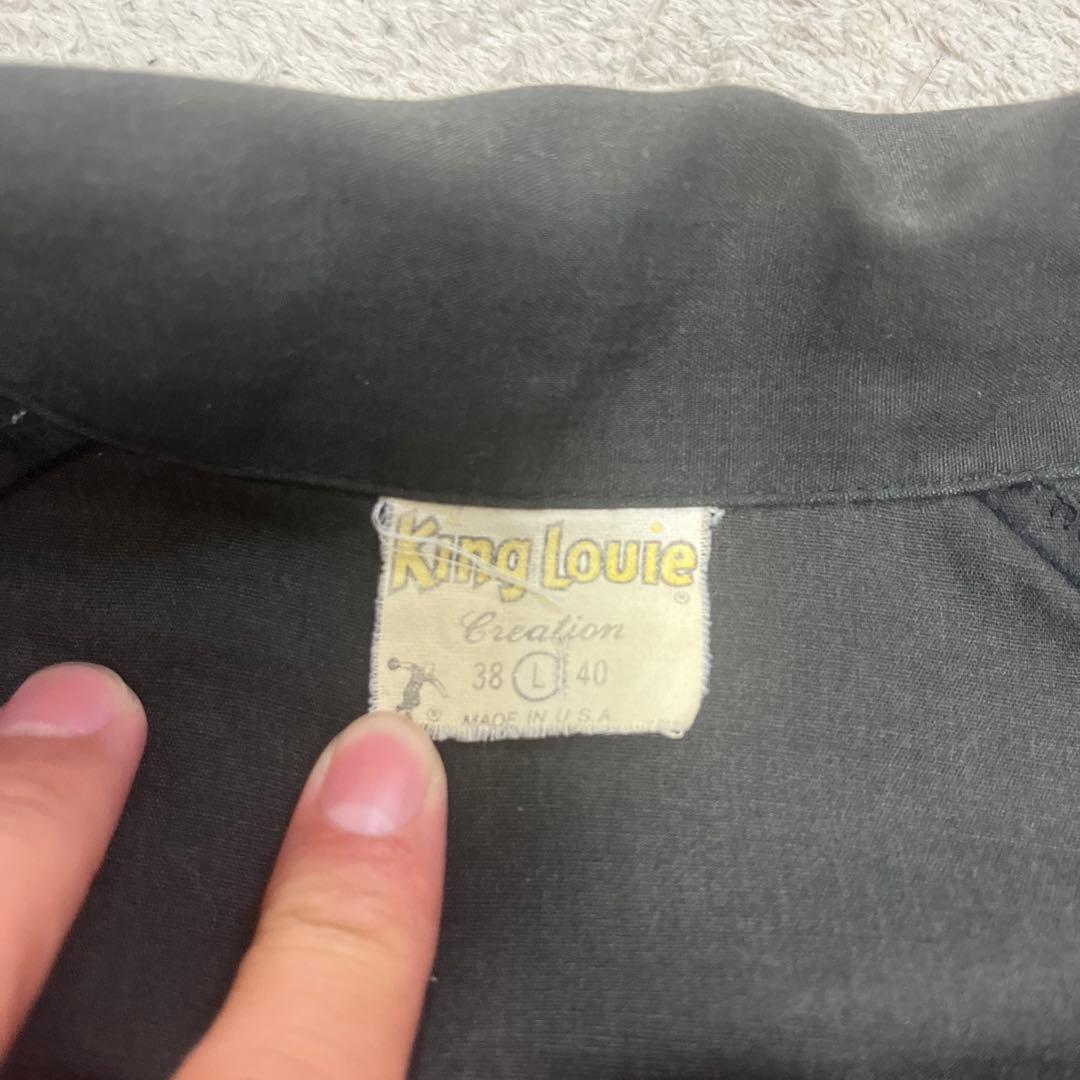 King Louie ®
Creation
38 L 40
®
MADE IN U.S.A.